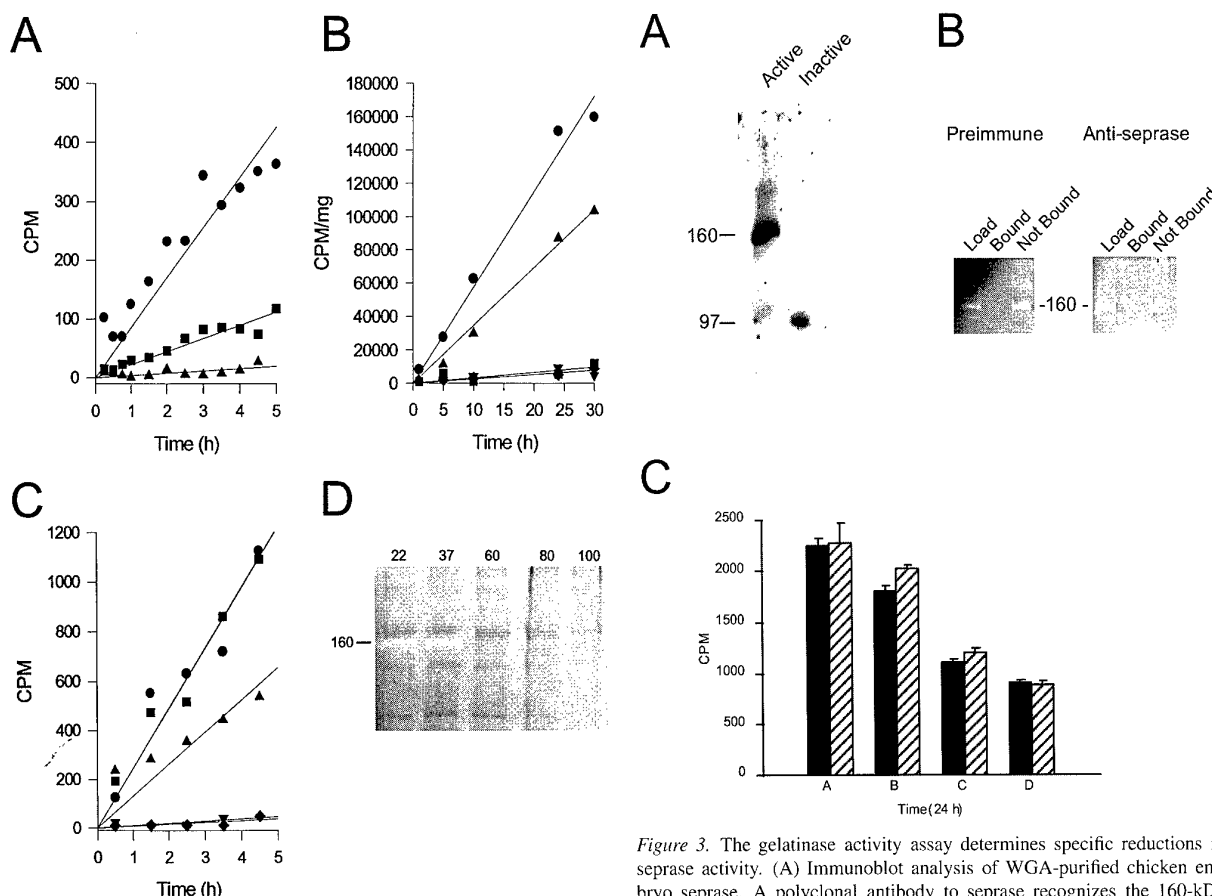 A
500
400
300
200
100
0
CPM
0 1 2 3 4 5
Time (h)
B
180000
160000
140000
120000
100000
80000
60000
40000
20000
0
CPM/mg
0 5 10 15 20 25 30
Time (h)
C
1200
1000
800
600
400
200
0
CPM
0 1 2 3 4 5
Time (h)
D
22 37 60 80 100
160
A
Active Inactive
160
97
B
Preimmune Anti-seprase
Load Bound Not Bound Load Bound Not Bound
-160 -
C
2500
2000
1500
1000
500
0
CPM
A B C D
Time (24 h)
Figure 3. The gelatinase activity assay determines specific reductions
seprase activity. (A) Immunoblot analysis of WGA-purified chicken em
bryo seprase. A polyclonal antibody to seprase recognizes the 160-kD